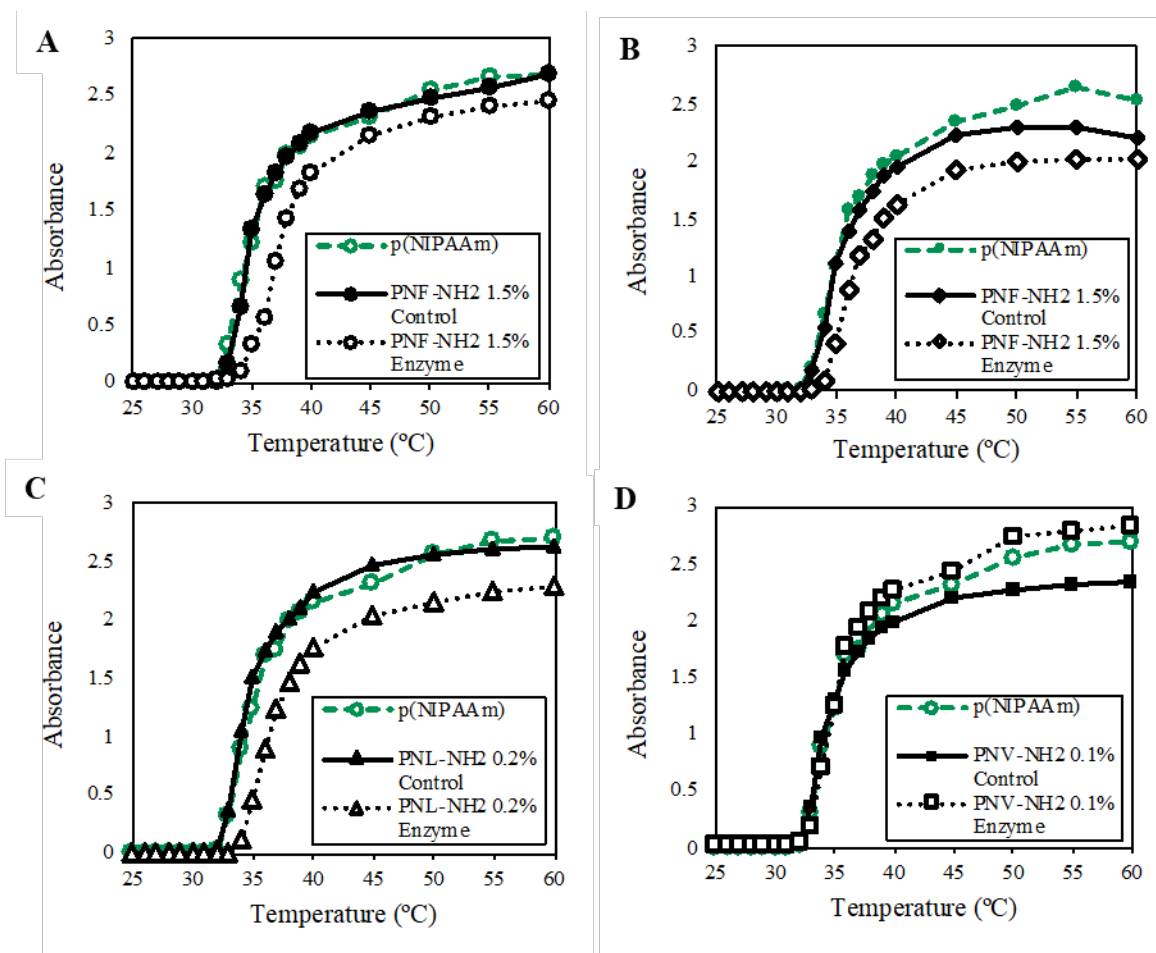 A
3
2.5
2
1.5
1
0.5
0
Absorbance
p(NIPAAm)
PNF-NH2 1.5%
Control
PNF-NH2 1.5%
Enzyme
25 30 35 40 45 50 55 60
Temperature (ºC)
B
3
2.5
2
1.5
1
0.5
0
Absorbance
p(NIPAAm)
PNF-NH2 1.5%
Control
PNF-NH2 1.5%
Enzyme
25 30 35 40 45 50 55 60
Temperature (ºC)
C
3
2.5
2
1.5
1
0.5
0
Absorbance
p(NIPAAm)
PNL-NH2 0.2%
Control
PNL-NH2 0.2%
Enzyme
25 30 35 40 45 50 55 60
Temperature (ºC)
D
3
2.5
2
1.5
1
0.5
0
Absorbance
p(NIPAAm)
PNV-NH2 0.1%
Control
PNV-NH2 0.1%
Enzyme
25 30 35 40 45 50 55 60
Temperature (ºC)